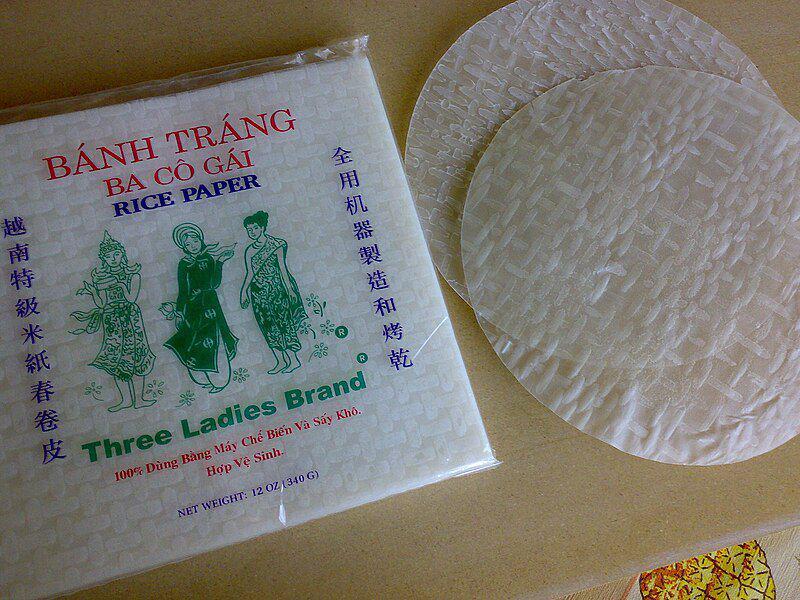 BÁNH TRÁNG
BA CÔ GÁI
RICE PAPER
越南特級米紙春卷皮
全用机器製造和烤乾
®
®
Three Ladies Brand
100% Dùng Bằng Máy Chế Biến Và Sấy Khô.
Hợp Vệ Sinh.
NET WEIGHT: 12 OZ (340 G)